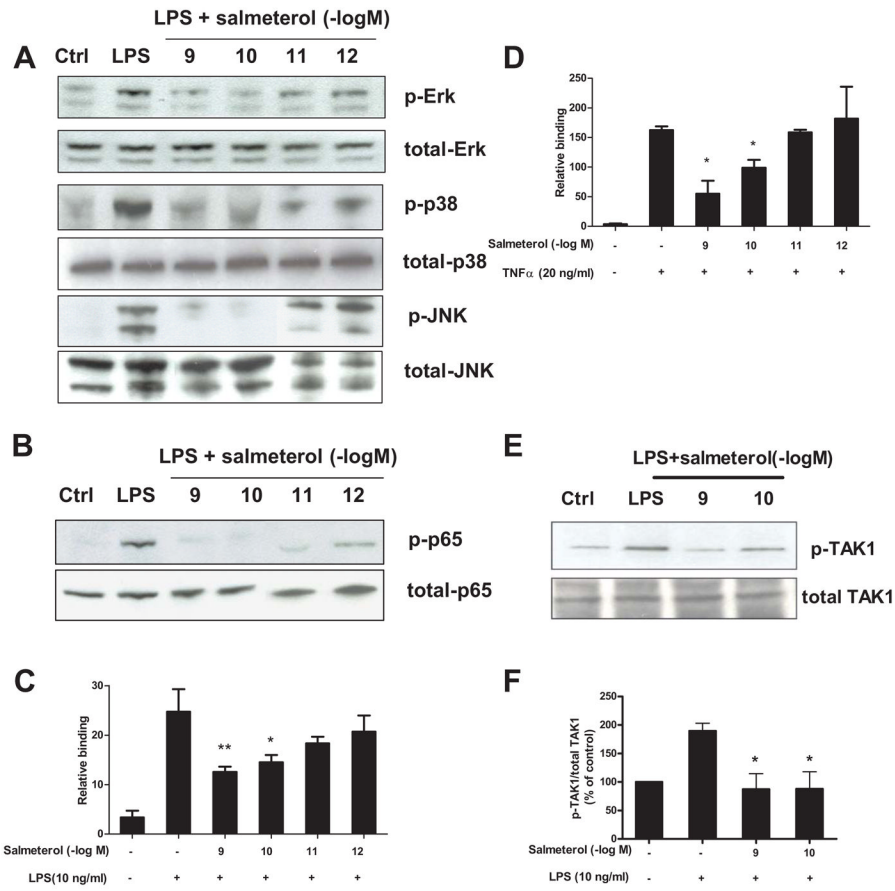 LPS + salmeterol (-logM)
A
Ctrl LPS 9 10 11 12
p-Erk
total-Erk
p-p38
total-p38
p-JNK
total-JNK
B
LPS + salmeterol (-logM)
Ctrl LPS 9 10 11 12
p-p65
total-p65
C
Relative binding
30
20
10
0
** *
Salmeterol (-log M) - - 9 10 11 12
LPS(10 ng/ml) - + + + + +
D
Relative binding
250
200
150
100
50
0
* *
Salmeterol (-log M) - - 9 10 11 12
TNFα (20 ng/ml) - + + + + +
E
LPS+salmeterol(-logM)
Ctrl LPS 9 10
p-TAK1
total TAK1
F
p-TAK1/total TAK1
(% of control)
250
200
150
100
50
0
* *
Salmeterol (-log M) - - 9 10
LPS (10 ng/ml) - + + +